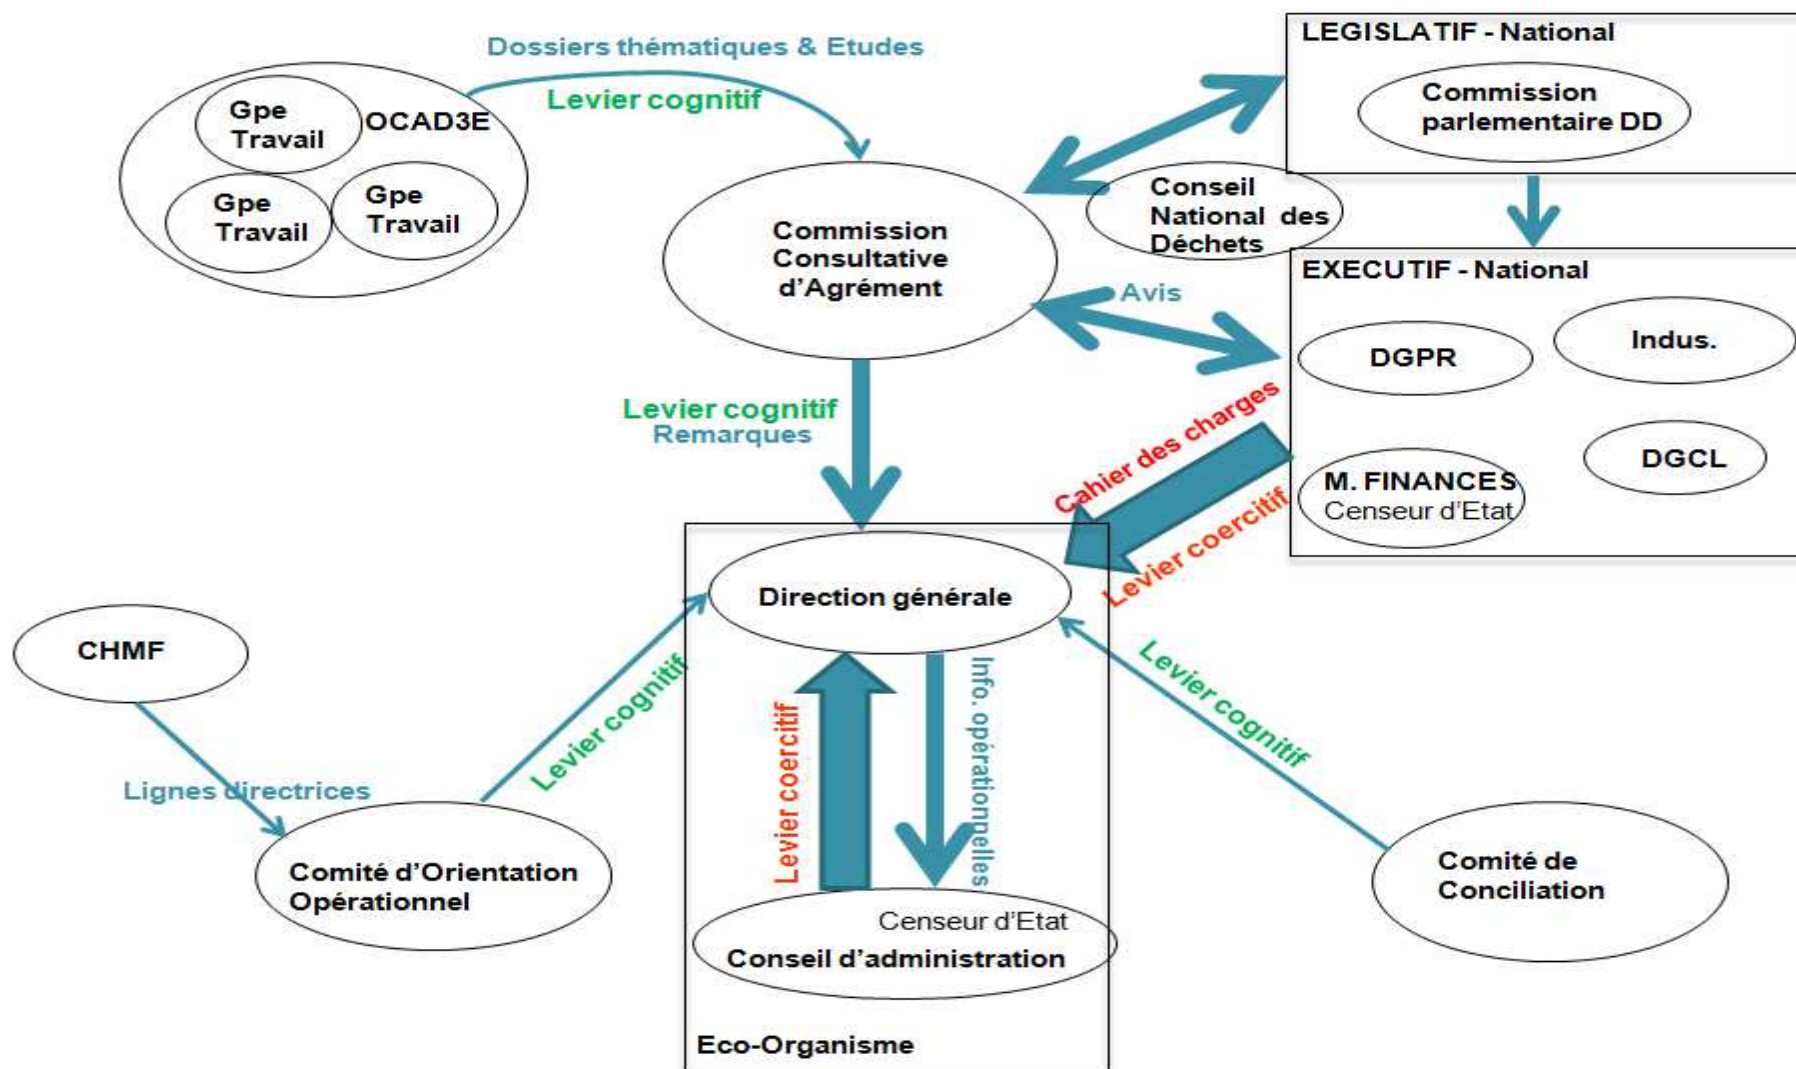 LEGISLATIF - National
Dossiers thématiques & Etudes
Levier cognitif
Commission
parlementaire DD
Gpe
Travail
OCAD3E
Gpe
Travail
Gpe
Travail
Conseil
National des
Déchets
Commission
Consultative
d'Agrément
EXECUTIF - National
Avis
DGPR
Indus.
Levier cognitif
Remarques
Cahier des charges
Levier coercitif
DGCL
M. FINANCES
Censeur d'Etat
Direction générale
CHMF
Levier cognitif
Levier coercitif
Info. opérationnelles
Levier cognitif
Lignes directrices
Comité d'Orientation
Opérationnel
Comité de
Conciliation
Censeur d'Etat
Conseil d'administration
Eco-Organisme